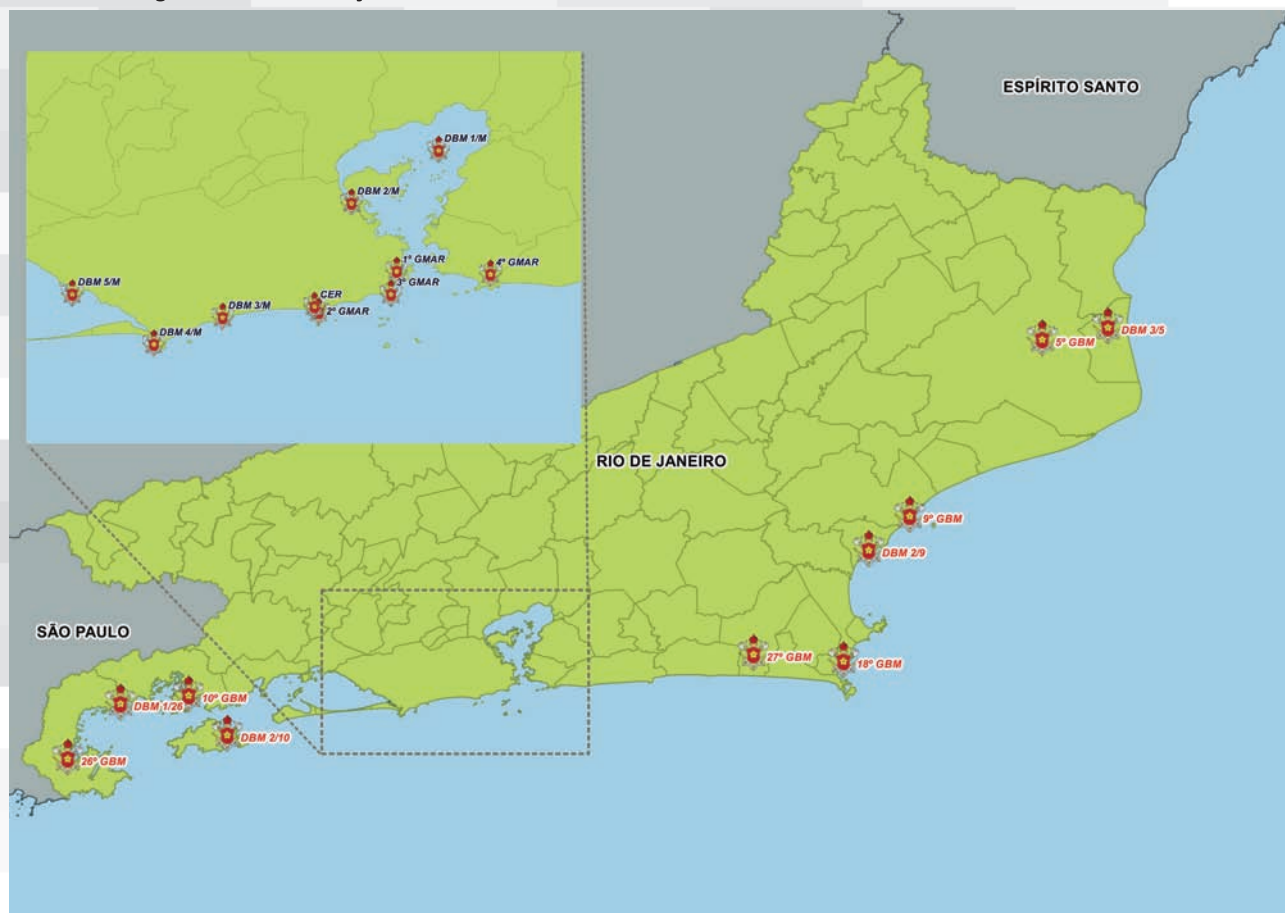 ESPÍRITO SANTO
DBM 1/M
DBM 2/M
1º GMAR
4º GMAR
3º GMAR
DBM 5/M
CER
2º GMAR
DBM 3/M
DBM 4/M
DBM 3/5
5º GBM
RIO DE JANEIRO
9º GBM
DBM 2/9
SÃO PAULO
27º GBM
18º GBM
10º GBM
DBM 1/26
DBM 2/10
26º GBM